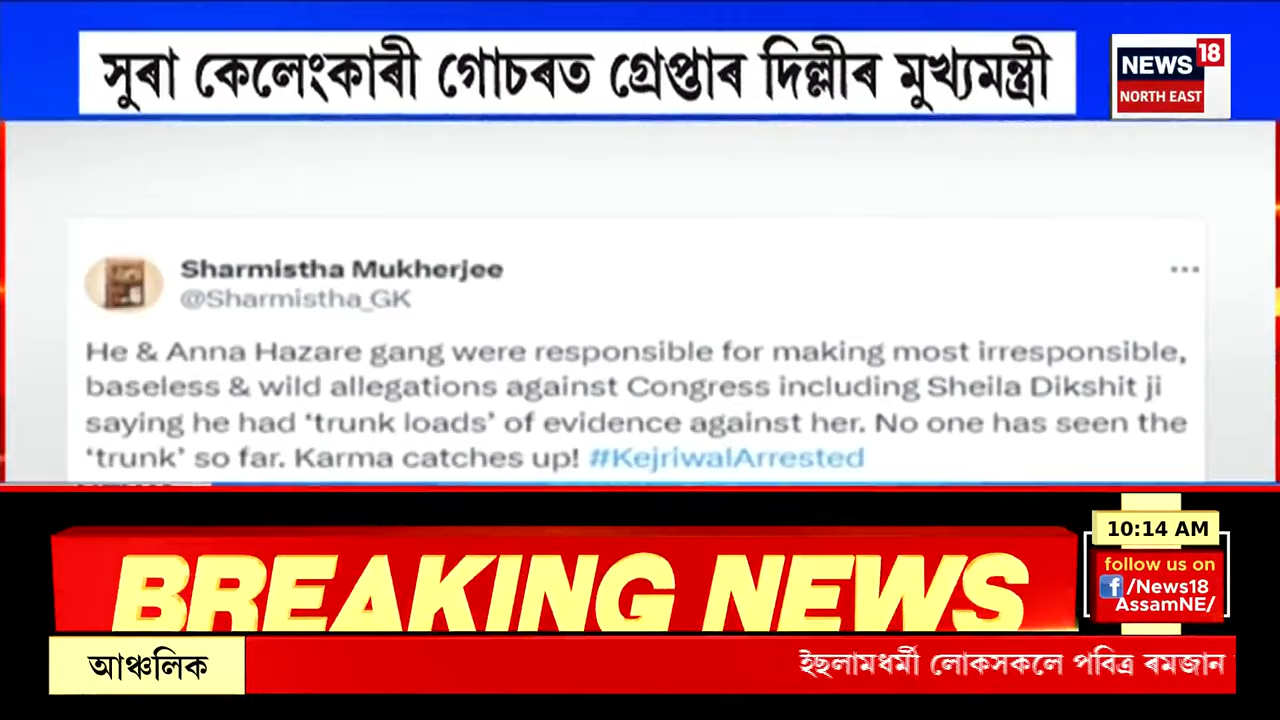 সুৰা কেলেংকাৰী গোচৰত গ্ৰেপ্তাৰ দিল্লীৰ মুখ্যমন্ত্ৰী
NEWS 18
NORTH EAST
Sharmistha Mukherjee
@Sharmistha_GK
He & Anna Hazare gang were responsible for making most irresponsible,
baseless & wild allegations against Congress including Sheila Dikshit ji
saying he had ‘trunk loads’ of evidence against her. No one has seen the
‘trunk’ so far. Karma catches up! #KejriwalArrested
BREAKING NEWS
10:14 AM
follow us on
/News18
AssamNE/
আঞ্চলিক
ইছলামধৰ্মী লোকসকলে পবিত্ৰ ৰমজান